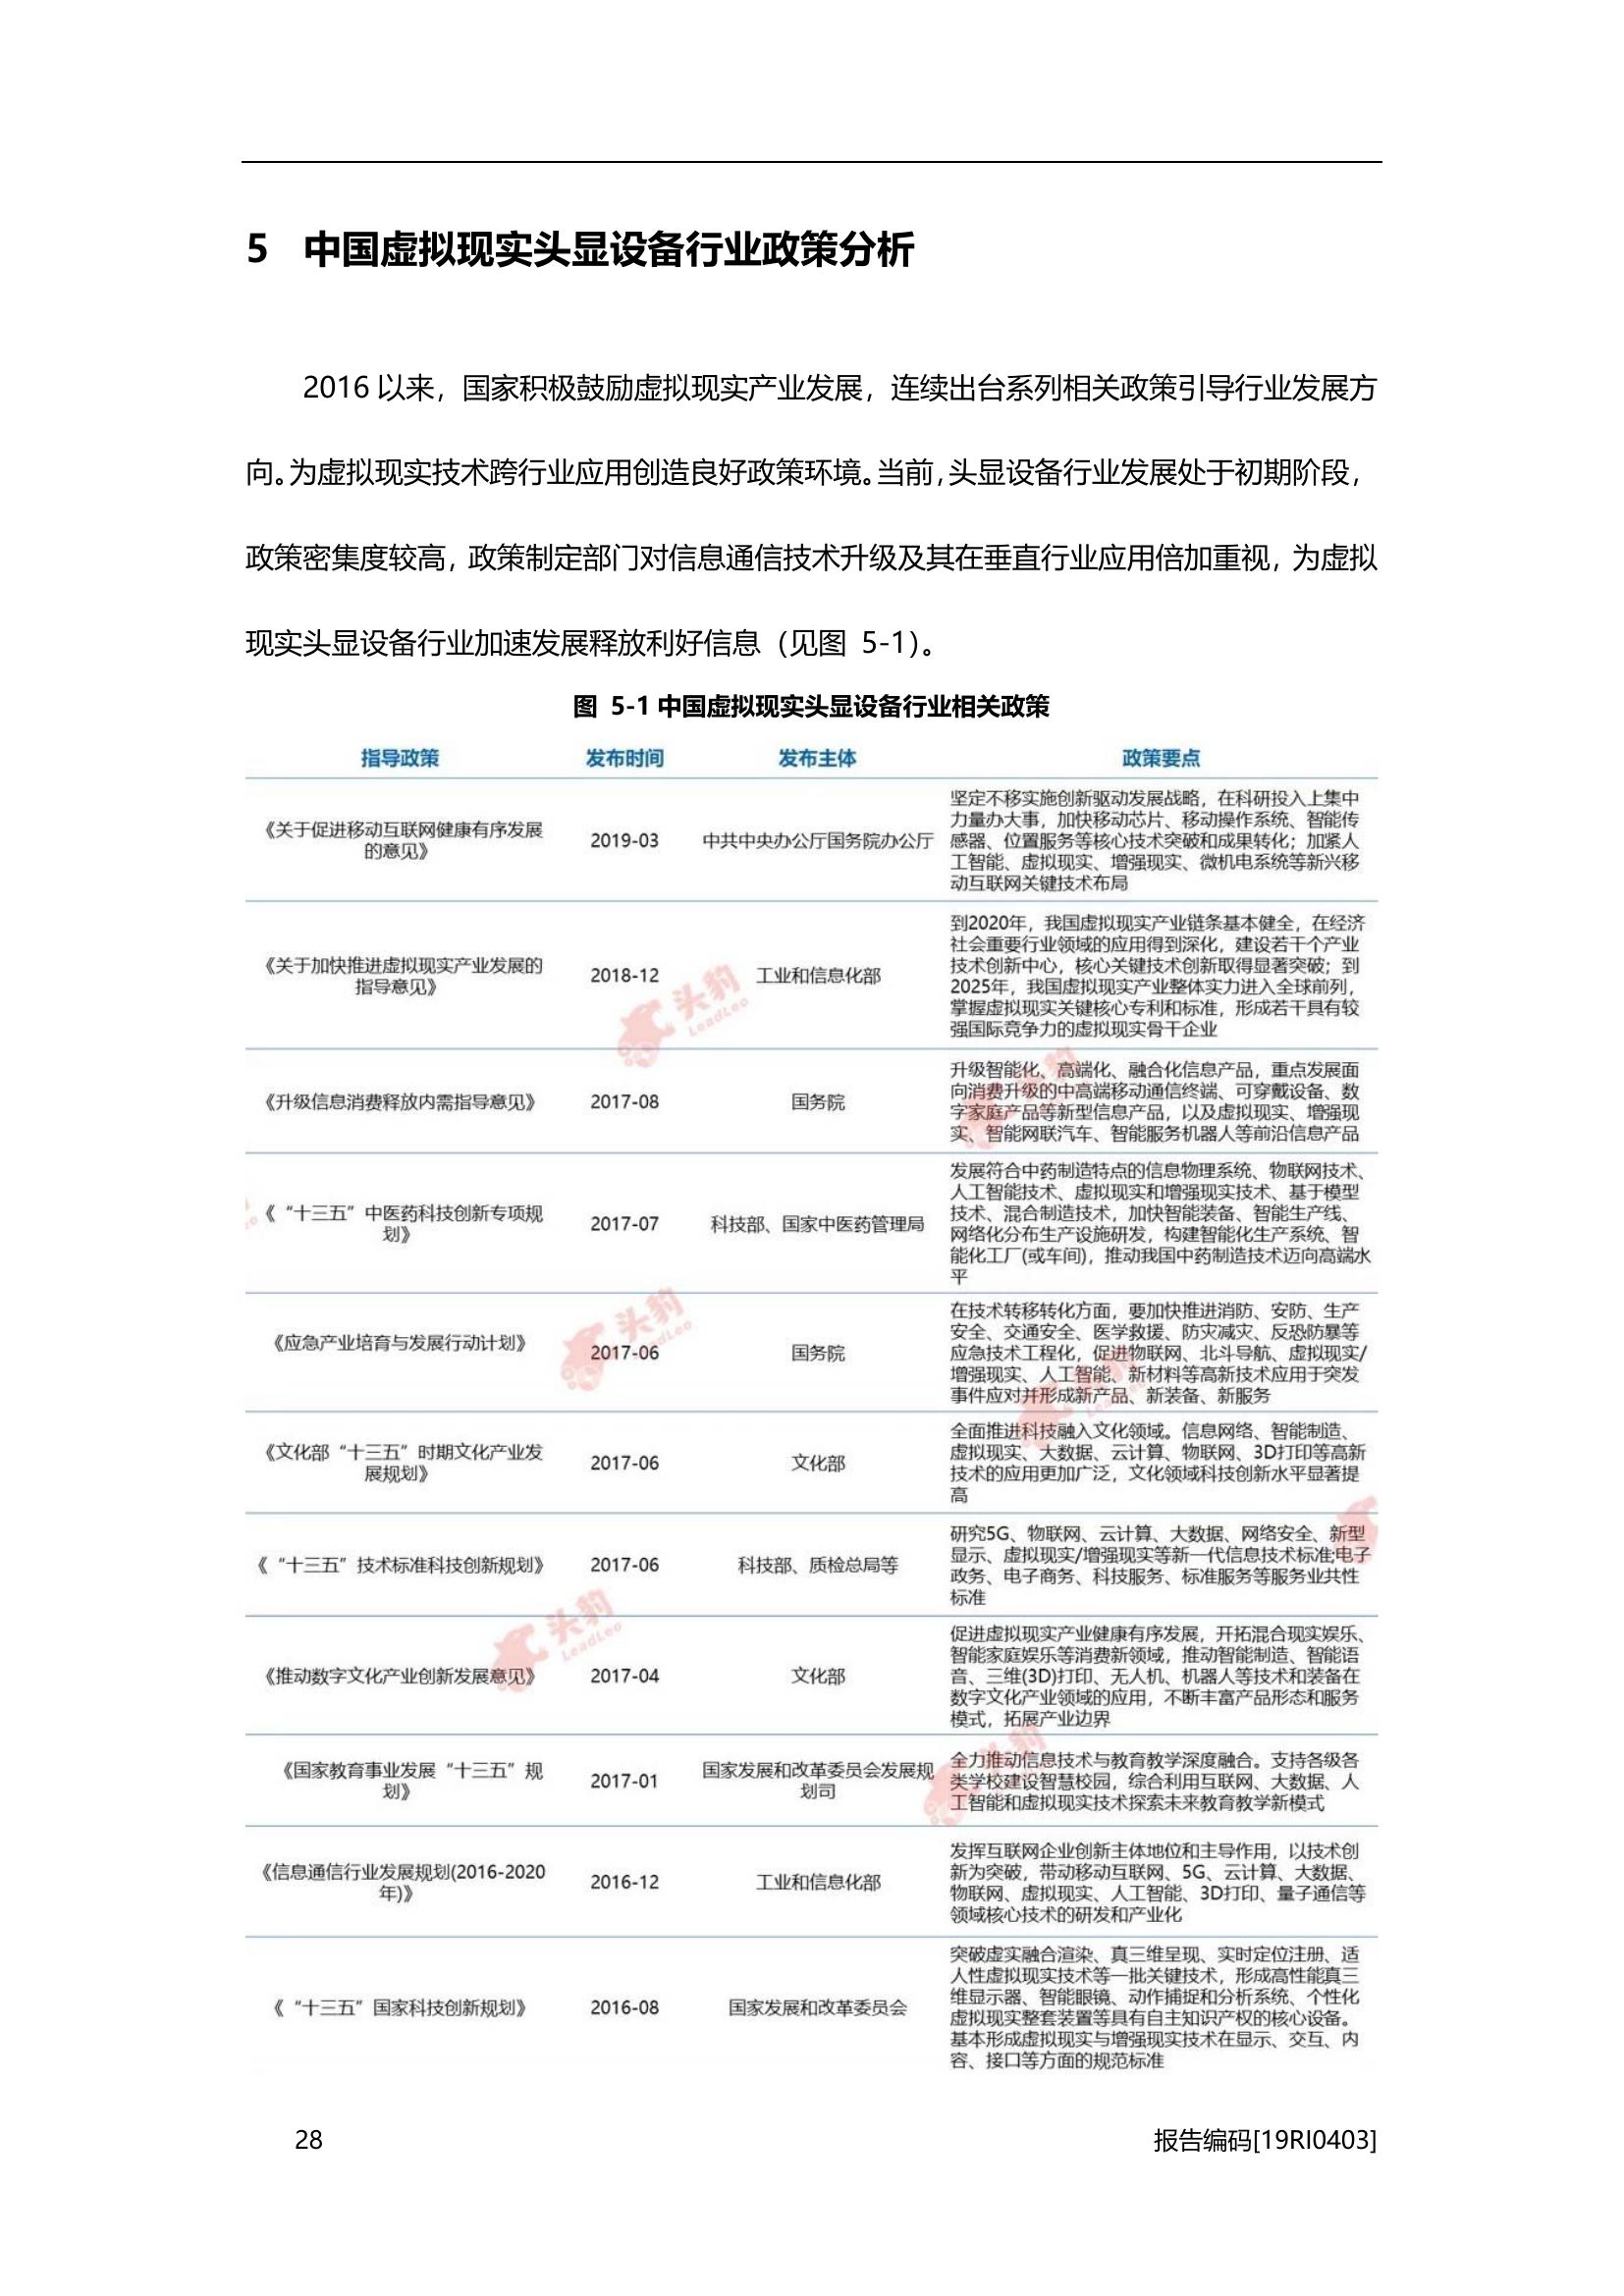 5 中国虚拟现实头显设备行业政策分析
2016 以来，国家积极鼓励虚拟现实产业发展，连续出台系列相关政策引导行业发展方
向。为虚拟现实技术跨行业应用创造良好政策环境。当前，头显设备行业发展处于初期阶段，
政策密集度较高，政策制定部门对信息通信技术升级及其在垂直行业应用倍加重视，为虚拟
现实头显设备行业加速发展释放利好信息（见图 5-1）。
图 5-1 中国虚拟现实头显设备行业相关政策
指导政策 发布时间 发布主体 政策要点
《关于促进移动互联网健康有序发展
的意见》
2019-03
中共中央办公厅国务院办公厅
坚定不移实施创新驱动发展战略，在科研投入上集中
力量办大事，加快移动芯片、移动操作系统、智能传
感器、位置服务等核心技术突破和成果转化；加紧人
工智能、虚拟现实、增强现实、微机电系统等新兴移
动互联网关键技术布局
《关于加快推进虚拟现实产业发展的
指导意见》
2018-12
工业和信息化部
到2020年，我国虚拟现实产业链条基本健全，在经济
社会重要行业领域的应用得到深化，建设若干个产业
技术创新中心，核心关键技术创新取得显著突破；到
2025年，我国虚拟现实产业整体实力进入全球前列，
掌握虚拟现实关键核心专利和标准，形成若干具有较
强国际竞争力的虚拟现实骨干企业
《升级信息消费释放内需指导意见》
2017-08
国务院
升级智能化、高端化、融合化信息产品，重点发展面
向消费升级的中高端移动通信终端、可穿戴设备、数
字家庭产品等新型信息产品，以及虚拟现实、增强现
实、智能网联汽车、智能服务机器人等前沿信息产品
《“十三五”中医药科技创新专项规
划》
2017-07
科技部、国家中医药管理局
发展符合中药制造特点的信息物理系统、物联网技术、
人工智能技术、虚拟现实和增强现实技术、基于模型
技术、混合制造技术，加快智能装备、智能生产线、
网络化分布生产设施研发，构建智能化生产系统、智
能化工厂(或车间)，推动我国中药制造技术迈向高端水
平
《应急产业培育与发展行动计划》
2017-06
国务院
在技术转移转化方面，要加快推进消防、安防、生产
安全、交通安全、医学救援、防灾减灾、反恐防暴等
应急技术工程化，促进物联网、北斗导航、虚拟现实/
增强现实、人工智能、新材料等高新技术应用于突发
事件应对并形成新产品、新装备、新服务
《文化部“十三五”时期文化产业发
展规划》
2017-06
文化部
全面推进科技融入文化领域。信息网络、智能制造、
虚拟现实、大数据、云计算、物联网、3D打印等高新
技术的应用更加广泛，文化领域科技创新水平显著提
高
《“十三五”技术标准科技创新规划》
2017-06
科技部、质检总局等
研究5G、物联网、云计算、大数据、网络安全、新型
显示、虚拟现实/增强现实等新一代信息技术标准;电子
政务、电子商务、科技服务、标准服务等服务业共性
标准
《推动数字文化产业创新发展意见》
2017-04
文化部
促进虚拟现实产业健康有序发展，开拓混合现实娱乐、
智能家庭娱乐等消费新领域，推动智能制造、智能语
音、三维(3D)打印、无人机、机器人等技术和装备在
数字文化产业领域的应用，不断丰富产品形态和服务
模式，拓展产业边界
《国家教育事业发展“十三五”规
划》
2017-01
国家发展和改革委员会发展规
划司
全力推动信息技术与教育教学深度融合。支持各级各
类学校建设智慧校园，综合利用互联网、大数据、人
工智能和虚拟现实技术探索未来教育教学新模式
《信息通信行业发展规划(2016-2020
年)》
2016-12
工业和信息化部
发挥互联网企业创新主体地位和主导作用，以技术创
新为突破，带动移动互联网、5G、云计算、大数据、
物联网、虚拟现实、人工智能、3D打印、量子通信等
领域核心技术的研发和产业化
《“十三五”国家科技创新规划》
2016-08
国家发展和改革委员会
突破虚实融合渲染、真三维呈现、实时定位注册、适
人性虚拟现实技术等一批关键技术，形成高性能真三
维显示器、智能眼镜、动作捕捉和分析系统、个性化
虚拟现实整套装置等具有自主知识产权的核心设备。
基本形成虚拟现实与增强现实技术在显示、交互、内
容、接口等方面的规范标准
头豹
LeadLeo
头豹
LeadLeo
头豹
LeadLeo
28 报告编码[19RI0403]